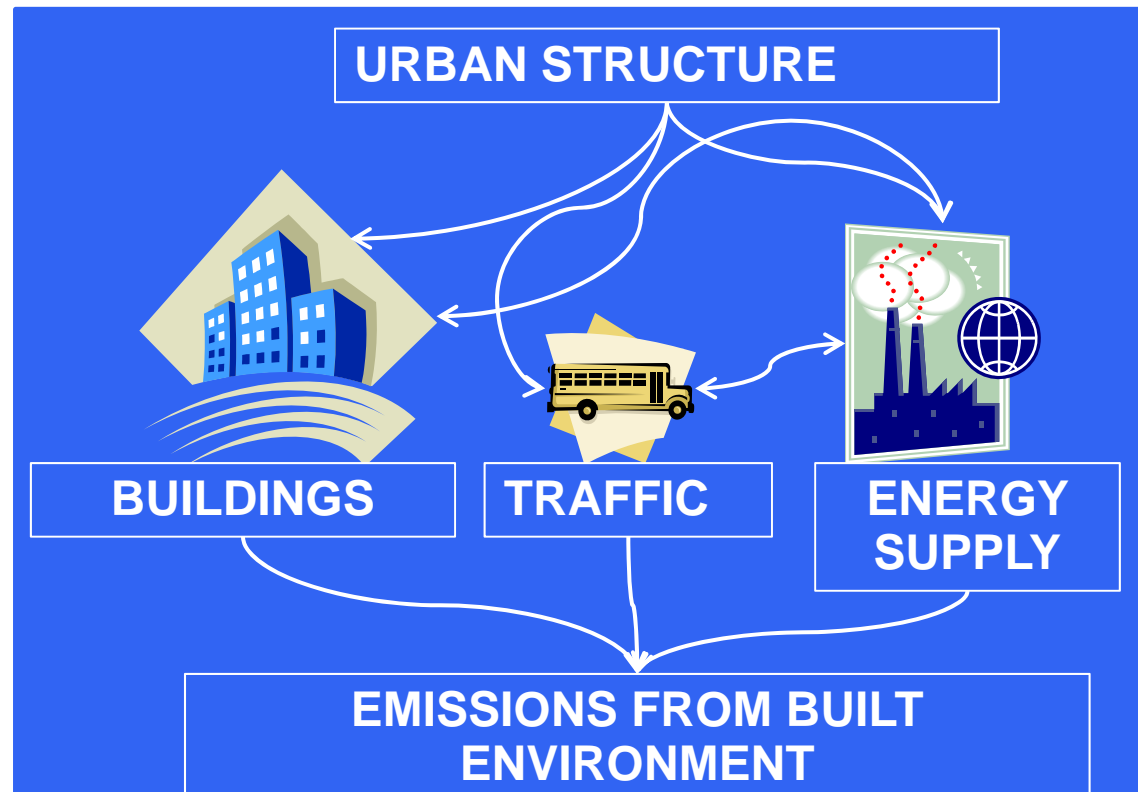 URBAN STRUCTURE
BUILDINGS
TRAFFIC
ENERGY
SUPPLY
EMISSIONS FROM BUILT
ENVIRONMENT